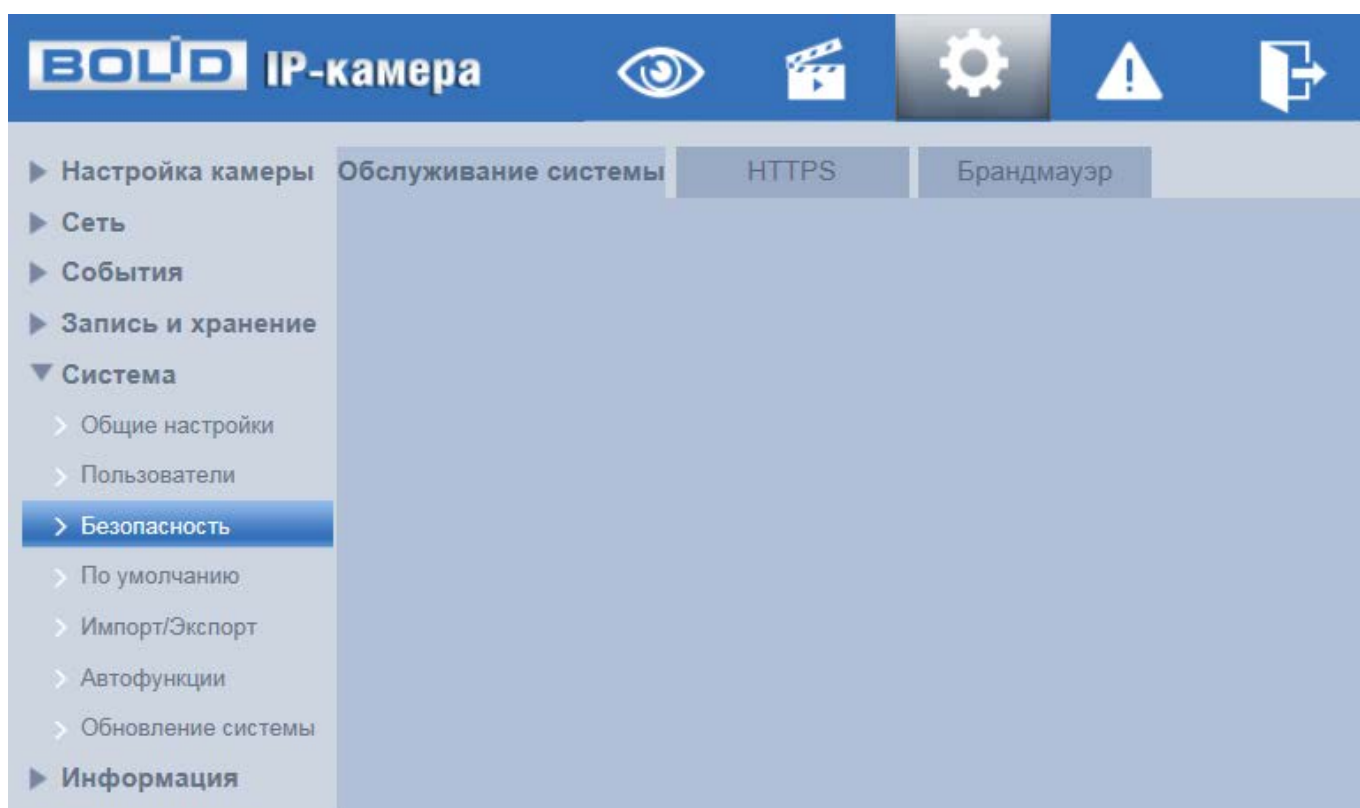 BOLID IP-камера
Настройка камеры
Обслуживание системы
HTTPS
Брандмауэр
Сеть
События
Запись и хранение
Система
Общие настройки
Пользователи
Безопасность
По умолчанию
Импорт/Экспорт
Автофункции
Обновление системы
Информация